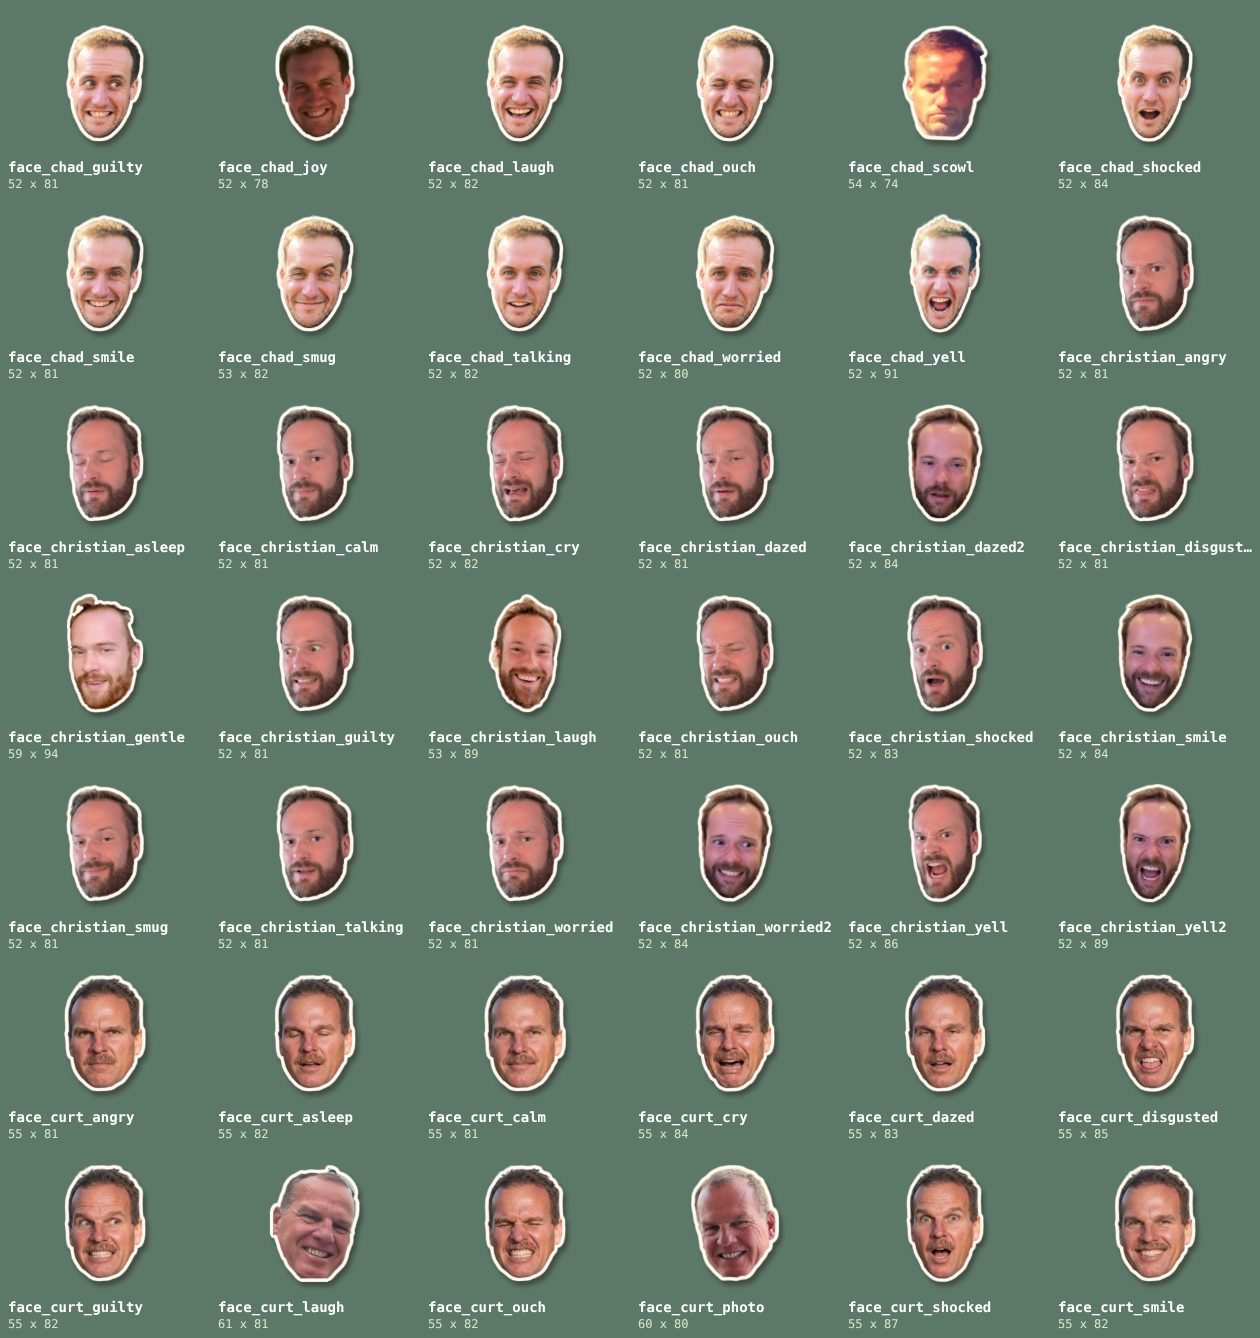 face_chad_guilty
52 x 81
face_chad_joy
52 x 78
face_chad_laugh
52 x 82
face_chad_ouch
52 x 81
face_chad_scowl
54 x 74
face_chad_shocked
52 x 84
face_chad_smile
52 x 81
face_chad_smug
53 x 82
face_chad_talking
52 x 82
face_chad_worried
52 x 80
face_chad_yell
52 x 91
face_christian_angry
52 x 81
face_christian_asleep
52 x 81
face_christian_calm
52 x 81
face_christian_cry
52 x 82
face_christian_dazed
52 x 81
face_christian_dazed2
52 x 84
face_christian_disgust…
52 x 81
face_christian_gentle
59 x 94
face_christian_guilty
52 x 81
face_christian_laugh
53 x 89
face_christian_ouch
52 x 81
face_christian_shocked
52 x 83
face_christian_smile
52 x 84
face_christian_smug
52 x 81
face_christian_talking
52 x 81
face_christian_worried
52 x 81
face_christian_worried2
52 x 84
face_christian_yell
52 x 86
face_christian_yell2
52 x 89
face_curt_angry
55 x 81
face_curt_asleep
55 x 82
face_curt_calm
55 x 81
face_curt_cry
55 x 84
face_curt_dazed
55 x 83
face_curt_disgusted
55 x 85
face_curt_guilty
55 x 82
face_curt_laugh
61 x 81
face_curt_ouch
55 x 82
face_curt_photo
60 x 80
face_curt_shocked
55 x 87
face_curt_smile
55 x 82